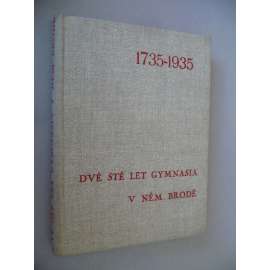 1735-1935
DVĚ STĚ LET GYMNASIA
V NĚM. BRODĚ